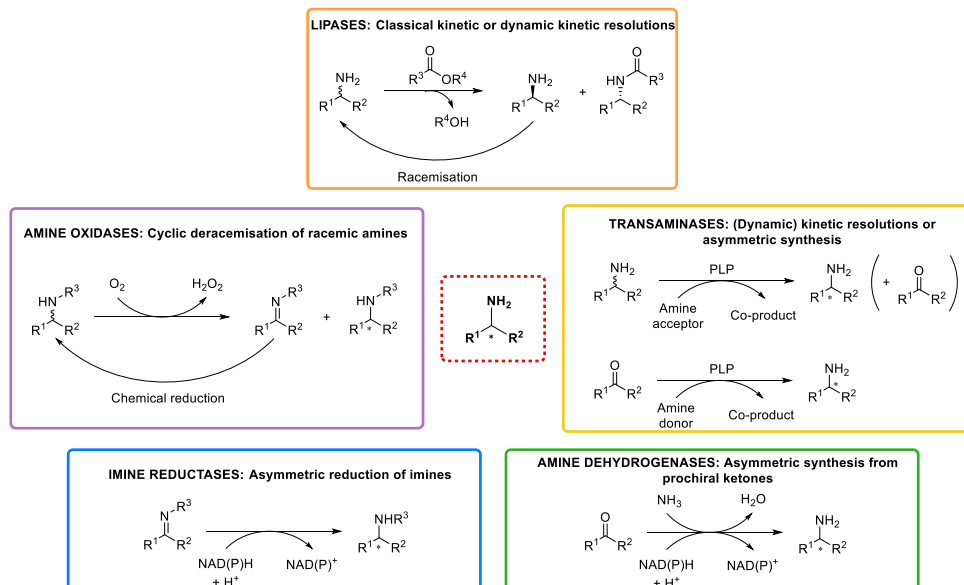 LIPASES: Classical kinetic or dynamic kinetic resolutions
NH2
R1 R2
O
R3 OR4
R4OH
NH2
R1 R2
+
O
HN R3
R1 R2
Racemisation
AMINE OXIDASES: Cyclic deracemisation of racemic amines
HN R3
R1 R2
O2
H2O2
N R3
R1 R2
+
HN R3
R1 * R2
Chemical reduction
NH2
R1 * R2
TRANSAMINASES: (Dynamic) kinetic resolutions or
asymmetric synthesis
NH2
R1 R2
PLP
Amine
acceptor
Co-product
NH2
R1 * R2
( + O
R1 R2 )
O
R1 R2
PLP
Amine
donor
Co-product
NH2
R1 * R2
IMINE REDUCTASES: Asymmetric reduction of imines
N R3
R1 R2
NAD(P)H
+ H+
NAD(P)+
NHR3
R1 * R2
AMINE DEHYDROGENASES: Asymmetric synthesis from
prochiral ketones
O
R1 R2
NH3
H2O
NAD(P)H
+ H+
NAD(P)+
NH2
R1 * R2